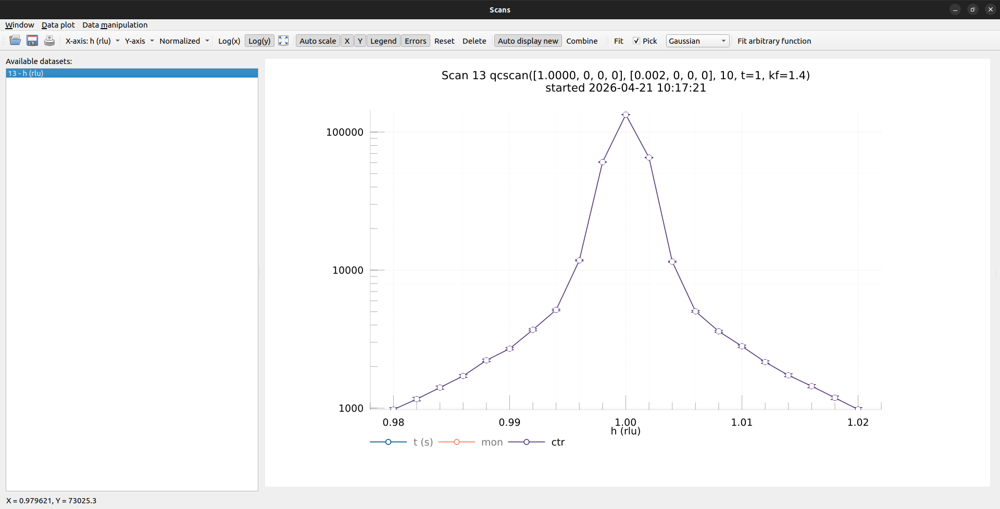 Scans
Window Data plot Data manipulation
X-axis: h (rlu) Y-axis Normalized Log(x) Log(y) Auto scale X Y Legend Errors Reset Delete Auto display new Combine Fit Pick Gaussian Fit arbitrary function
Available datasets:
13 - h (rlu)
Scan 13 qcscan([1.0000, 0, 0, 0], [0.002, 0, 0, 0], 10, t=1, kf=1.4)
started 2026-04-21 10:17:21
100000
10000
1000
0.98 0.99 1.00 1.01 1.02
h (rlu)
t (s) mon ctr
X = 0.979621, Y = 73025.3